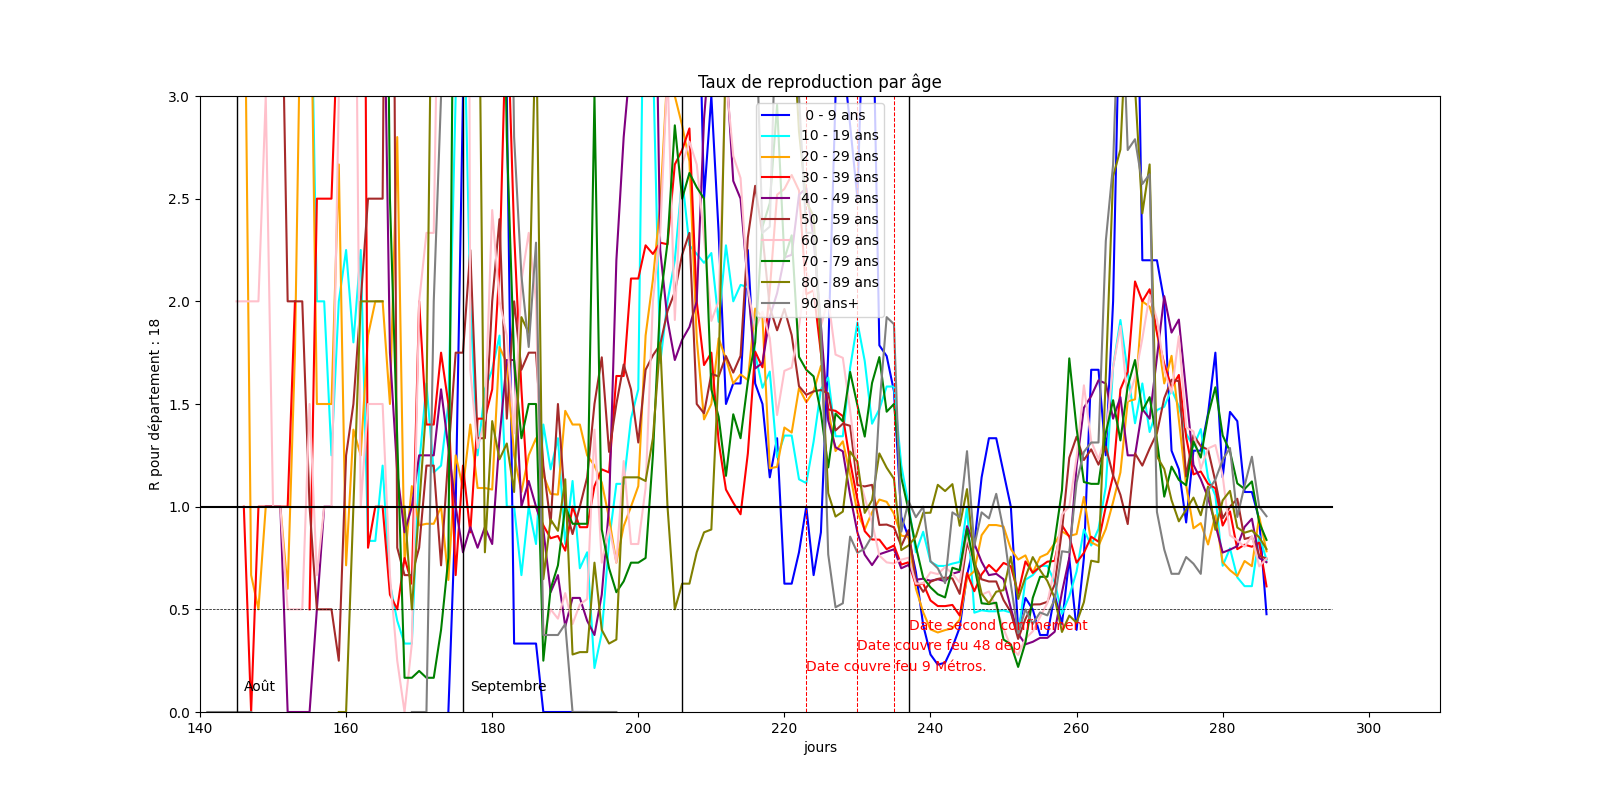 Taux de reproduction par âge
R pour département : 18
3.0
2.5
2.0
1.5
1.0
0.5
0.0
0 - 9 ans
10 - 19 ans
20 - 29 ans
30 - 39 ans
40 - 49 ans
50 - 59 ans
60 - 69 ans
70 - 79 ans
80 - 89 ans
90 ans+
Date second confinement
Date couvre feu 48 dep.
Date couvre feu 9 Métros.
Août
Septembre
140 160 180 200 220 240 260 280 300
jours